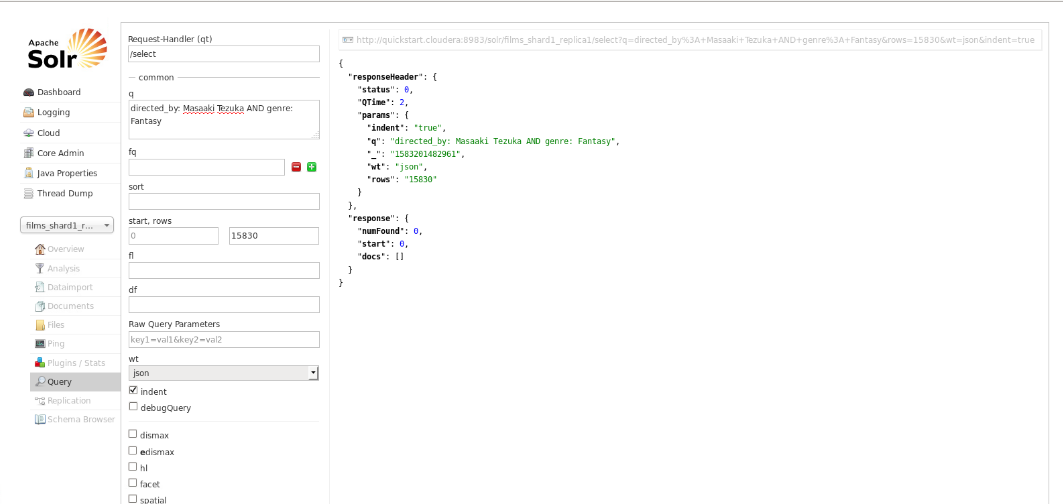 Apache
Solr
Dashboard
Logging
Cloud
Core Admin
Java Properties
Thread Dump
films_shard1_r...
Overview
Analysis
Dataimport
Documents
Files
Ping
Plugins / Stats
Query
Replication
Schema Browser
Request-Handler (qt)
/select
common
q
directed_by: Masaaki Tezuka AND genre:
Fantasy
fq
sort
start, rows
0 15830
fl
df
Raw Query Parameters
key1=val1&key2=val2
wt
json
indent
debugQuery
dismax
edismax
hl
facet
spatial
http://quickstart.cloudera:8983/solr/films_shard1_replica1/select?q=directed_by%3A+Masaaki+Tezuka+AND+genre%3A+Fantasy&rows=15830&wt=json&indent=true
{
"responseHeader": {
"status": 0,
"QTime": 2,
"params": {
"indent": "true",
"q": "directed_by: Masaaki Tezuka AND genre: Fantasy",
"_": "1583201482961",
"wt": "json",
"rows": "15830"
}
},
"response": {
"numFound": 0,
"start": 0,
"docs": []
}
}